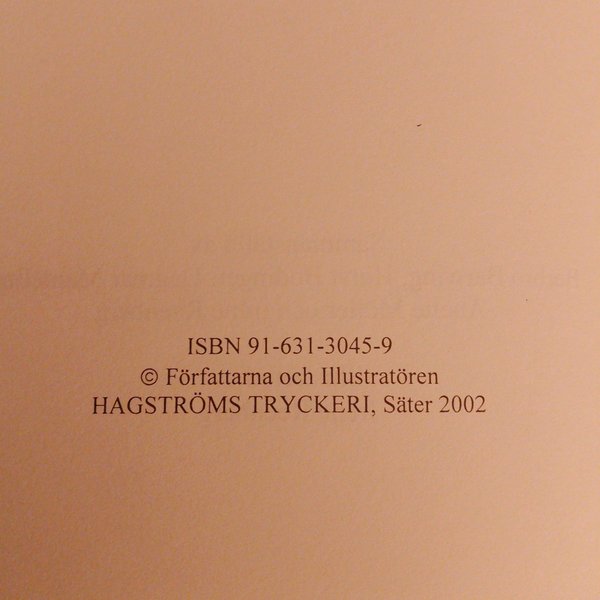 ISBN 91-631-3045-9
© Författarna och Illustratören
HAGSTRÖMS TRYCKERI, Säter 2002